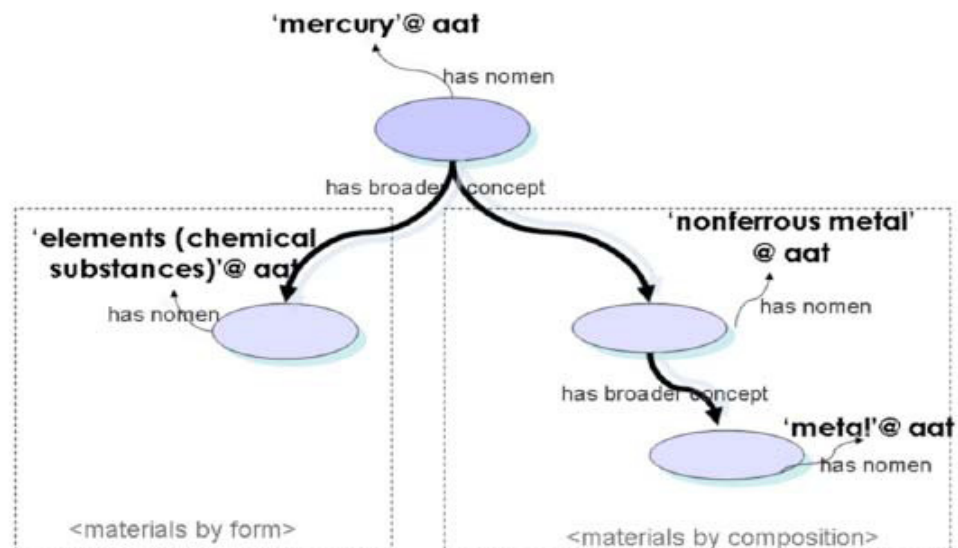 ‘mercury’@ aat
has nomen
has broader concept
‘elements (chemical
substances)’@ aat
has nomen
‘nonferrous metal’
@ aat
has nomen
has broader concept
‘metal’@ aat
has nomen
<materials by form>
<materials by composition>